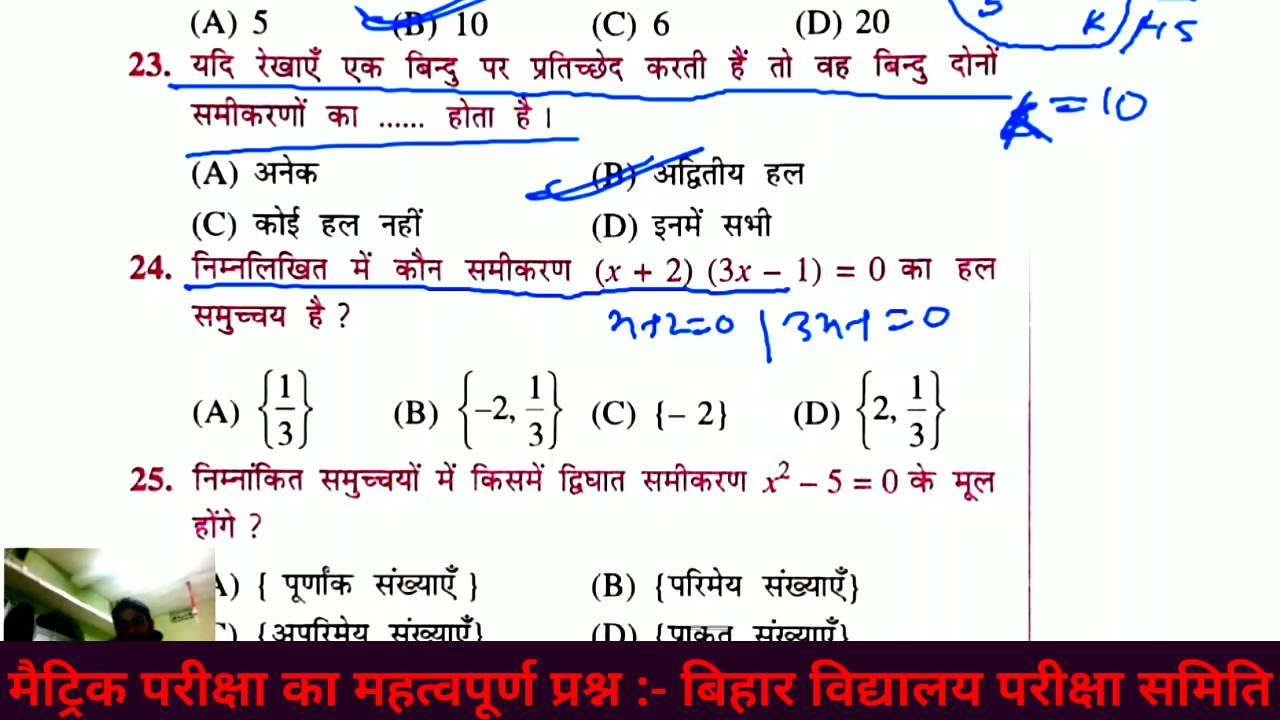 (A) 5 (B) 10 (C) 6 (D) 20
23. यदि रेखाएँ एक बिन्दु पर प्रतिच्छेद करती हैं तो वह बिन्दु दोनों
समीकरणों का ...... होता है।
= 10
(A) अनेक (B) अद्वितीय हल
(C) कोई हल नहीं (D) इनमें सभी
24. निम्नलिखित में कौन समीकरण (x + 2) (3x – 1) = 0 का हल
समुच्चय है ?
x+2=0 | 3x-1=0
(A) {1/3} (B) {–2, 1/3} (C) {– 2} (D) {2, 1/3}
25. निम्नांकित समुच्चयों में किसमें द्विघात समीकरण x² – 5 = 0 के मूल
होंगे ?
A) { पूर्णांक संख्याएँ } (B) {परिमेय संख्याएँ}
{अपरिमेय संख्याएँ} (D) {प्राकृत संख्याएँ}
मैट्रिक परीक्षा का महत्वपूर्ण प्रश्न :- बिहार विद्यालय परीक्षा समिति